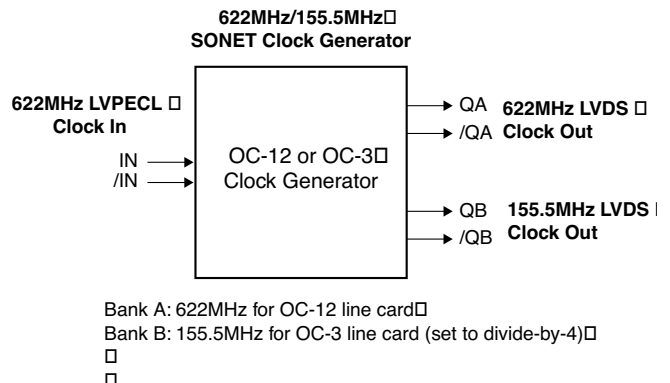 622MHz/155.5MHz
SONET Clock Generator
622MHz LVPECL
Clock In
IN
/IN
OC-12 or OC-3
Clock Generator
QA
/QA
622MHz LVDS
Clock Out
QB
/QB
155.5MHz LVDS
Clock Out
Bank A: 622MHz for OC-12 line card
Bank B: 155.5MHz for OC-3 line card (set to divide-by-4)